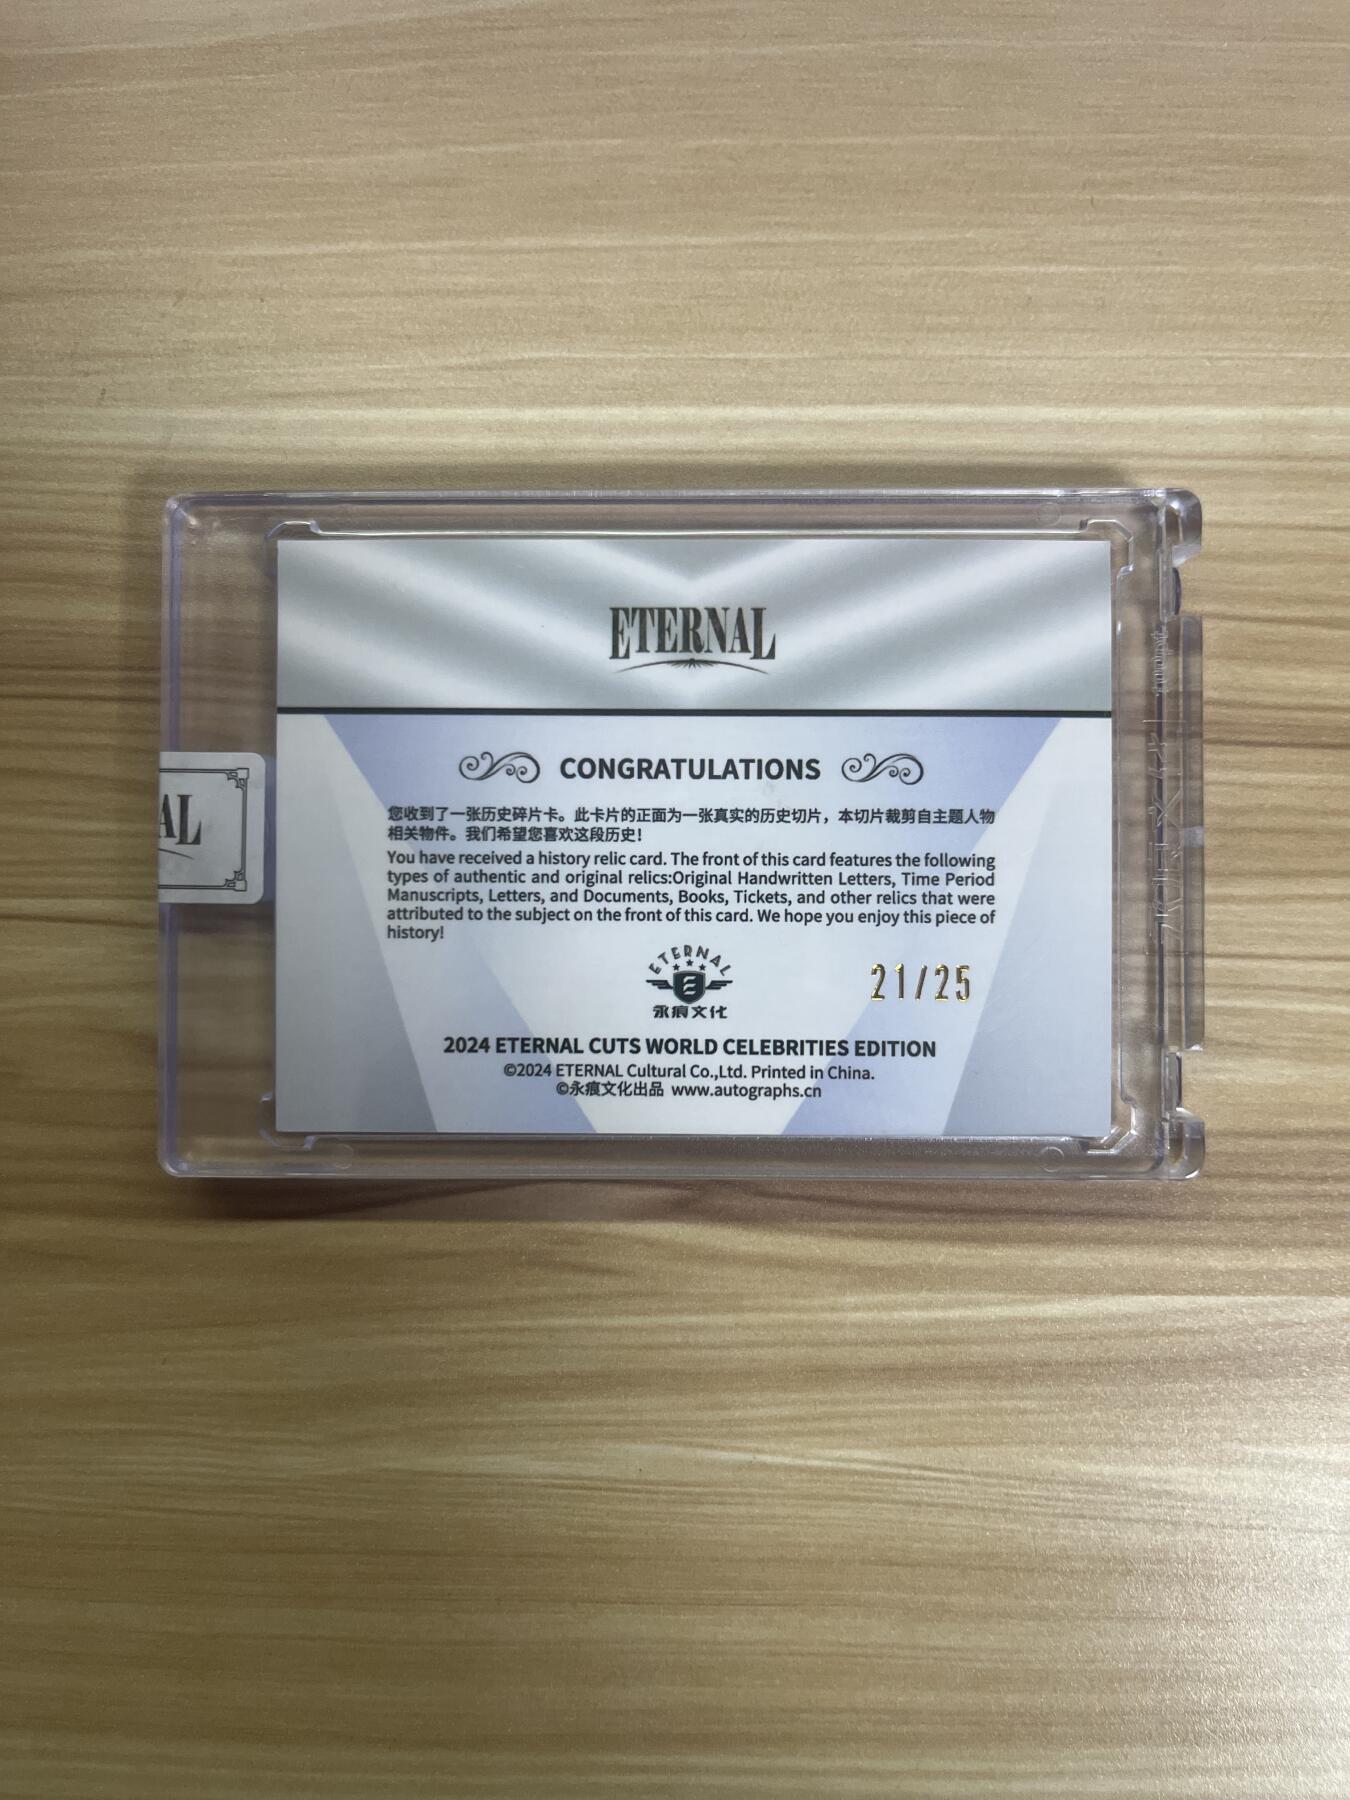 ETERNAL
CONGRATULATIONS
您收到了一张历史碎片卡。此卡片的正面为一张真实的历史切片，本切片裁剪自主题人物
相关物件。我们希望您喜欢这段历史!
You have received a history relic card. The front of this card features the following
types of authentic and original relics:Original Handwritten Letters, Time Period
Manuscripts, Letters, and Documents, Books, Tickets, and other relics that were
attributed to the subject on the front of this card. We hope you enjoy this piece of
history!
ETERNAL
永痕文化
21/25
2024 ETERNAL CUTS WORLD CELEBRITIES EDITION
©2024 ETERNAL Cultural Co.,Ltd. Printed in China.
©永痕文化出品 www.autographs.cn
AL